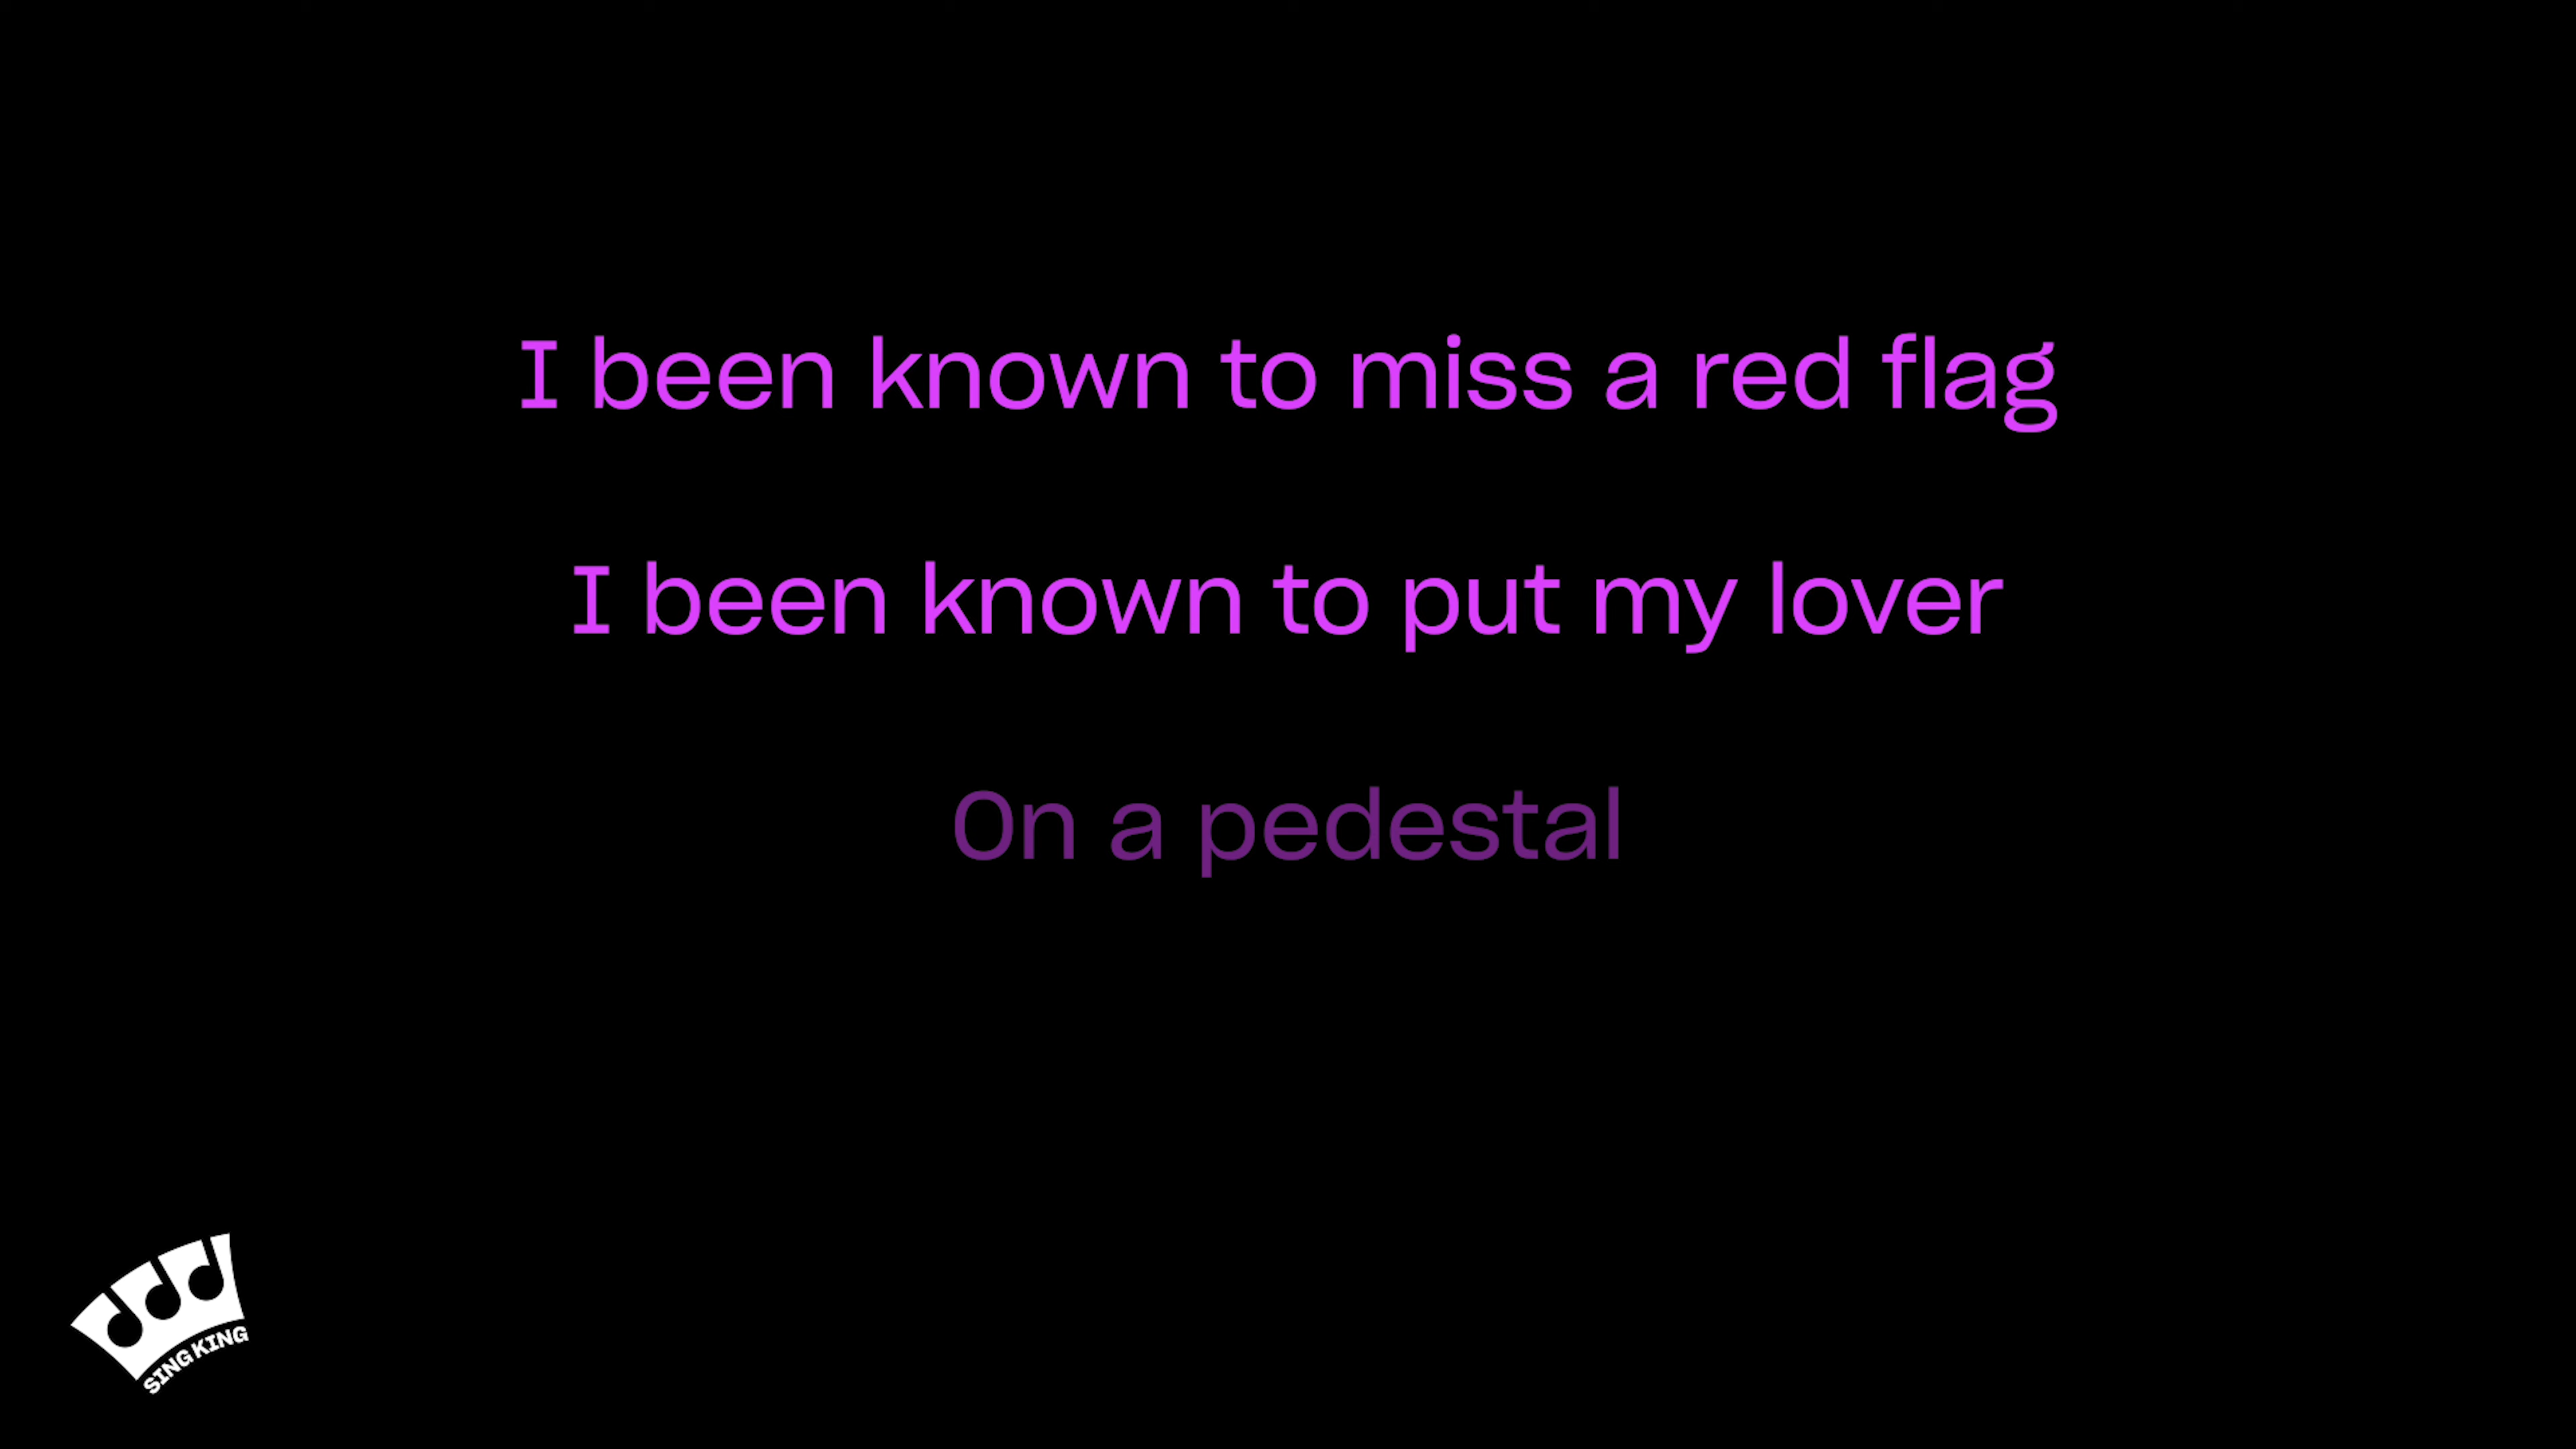 I been known to miss a red flag
I been known to put my lover
On a pedestal
SING KING